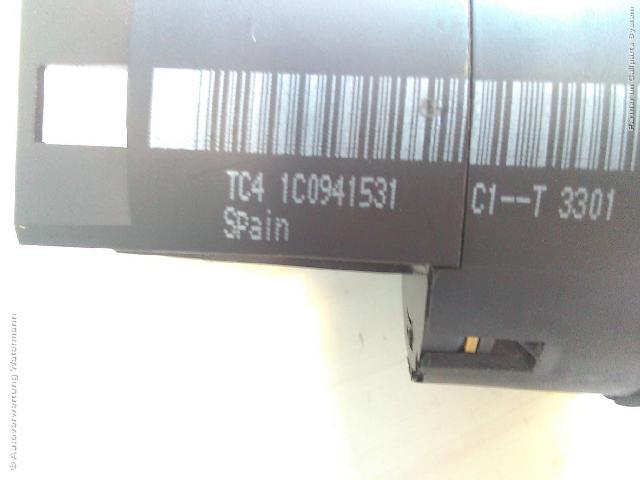 TC4 1C0941531 C1--T 3301
SPain
© Autoverwertung Watermann